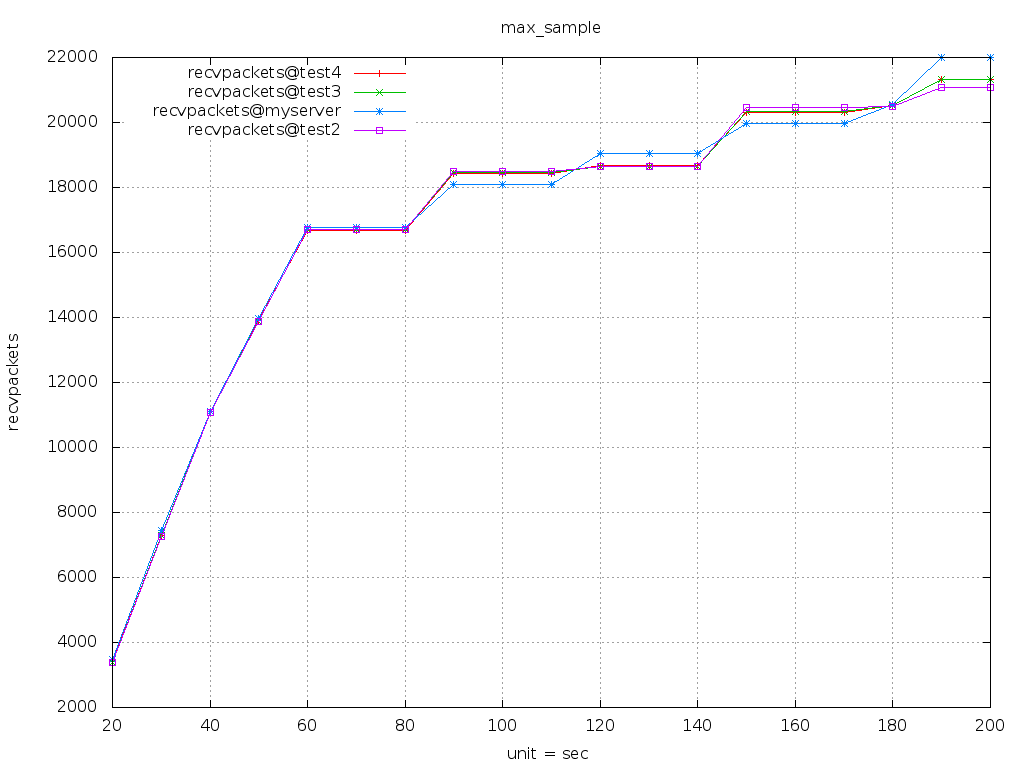 max_sample
22000
20000
18000
16000
14000
12000
10000
8000
6000
4000
2000
recvpackets
recvpackets@test4
recvpackets@test3
recvpackets@myserver
recvpackets@test2
20 40 60 80 100 120 140 160 180 200
unit = sec